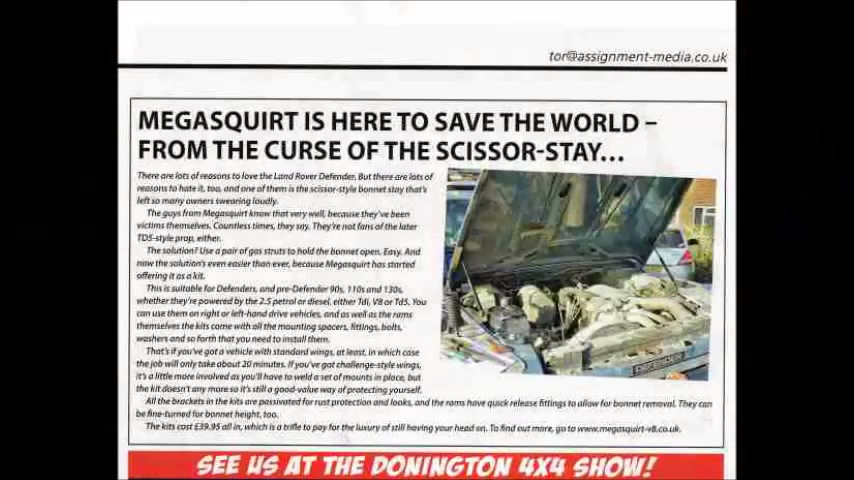 tor@assignment-media.co.uk
MEGASQUIRT IS HERE TO SAVE THE WORLD –
FROM THE CURSE OF THE SCISSOR-STAY...
There are lots of reasons to love the Land Rover Defender. But there are lots of
reasons to hate it, too, and one of them is the scissor-style bonnet stay that's
left so many owners swearing loudly.
The guys from Megasquirt know that very well, because they've been
victims themselves. Countless times, they say. They're not fans of the later
TD5-style prop, either.
The solution? Use a pair of gas struts to hold the bonnet open. Easy. And
now the solution's even easier than ever, because Megasquirt has started
offering it as a kit.
This is suitable for Defenders, and pre-Defender 90s, 110s and 130s,
whether they're powered by the 2.5 petrol or diesel, either Tdi, V8 or Td5. You
can use them on right or left-hand drive vehicles, and as well as the rams
themselves the kits come with all the mounting spacers, fittings, bolts,
washers and so forth that you need to install them.
That's if you've got a vehicle with standard wings, at least, in which case
the job will only take about 20 minutes. If you've got challenge-style wings,
it's a little more involved as you'll have to weld a set of mounts in place, but
the kit doesn't any more so it's still a good-value way of protecting yourself.
All the brackets in the kits are passivated for rust protection and looks, and the rams have quick release fittings to allow for bonnet removal. They can
be fine-turned for bonnet height, too.
The kits cost £39.95 all in, which is a trifle to pay for the luxury of still having your head on. To find out more, go to www.megasquirt-v8.co.uk.
DEFENDER
SEE US AT THE DONINGTON 4X4 SHOW!